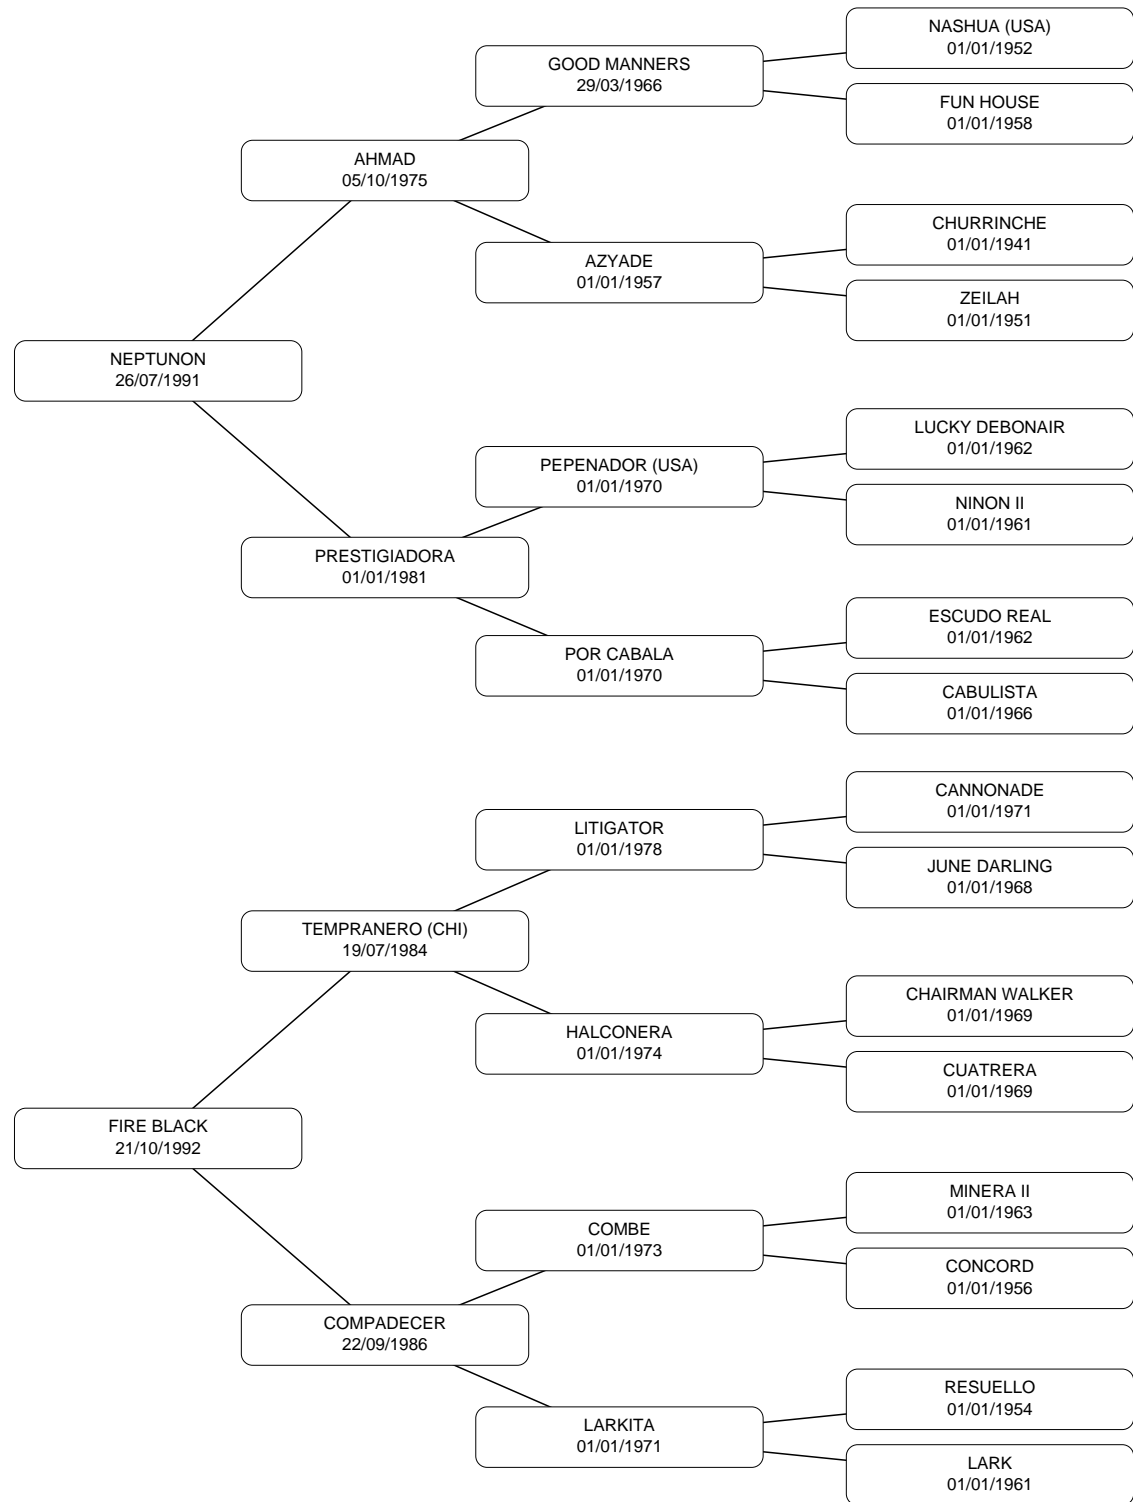 NASHUA (USA)
01/01/1952
GOOD MANNERS
29/03/1966
FUN HOUSE
01/01/1958
AHMAD
05/10/1975
CHURRINCHE
01/01/1941
AZYADE
01/01/1957
ZEILAH
01/01/1951
NEPTUNON
26/07/1991
LUCKY DEBONAIR
01/01/1962
PEPENADOR (USA)
01/01/1970
NINON II
01/01/1961
PRESTIGIADORA
01/01/1981
ESCUDO REAL
01/01/1962
POR CABALA
01/01/1970
CABULISTA
01/01/1966
CANNONADE
01/01/1971
LITIGATOR
01/01/1978
JUNE DARLING
01/01/1968
TEMPRANERO (CHI)
19/07/1984
CHAIRMAN WALKER
01/01/1969
HALCONERA
01/01/1974
CUATRERA
01/01/1969
FIRE BLACK
21/10/1992
MINERA II
01/01/1963
COMBE
01/01/1973
CONCORD
01/01/1956
COMPADECER
22/09/1986
RESUELLO
01/01/1954
LARKITA
01/01/1971
LARK
01/01/1961